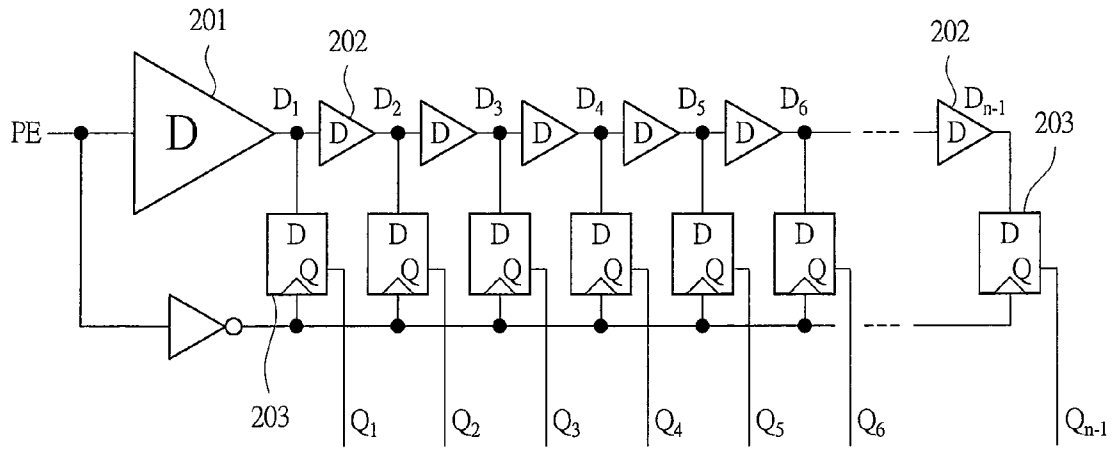 201
202
202
D₁ D₂ D₃ D₄ D₅ D₆ Dₙ₋₁
PE D D D D D D D
203
D D D D D D D
Q Q Q Q Q Q Q
203
Q₁ Q₂ Q₃ Q₄ Q₅ Q₆ Qₙ₋₁